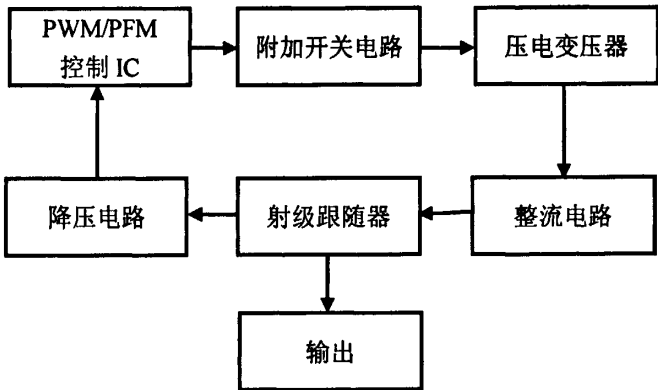 PWM/PFM
控制 IC
附加开关电路
压电变压器
降压电路
射级跟随器
整流电路
输出